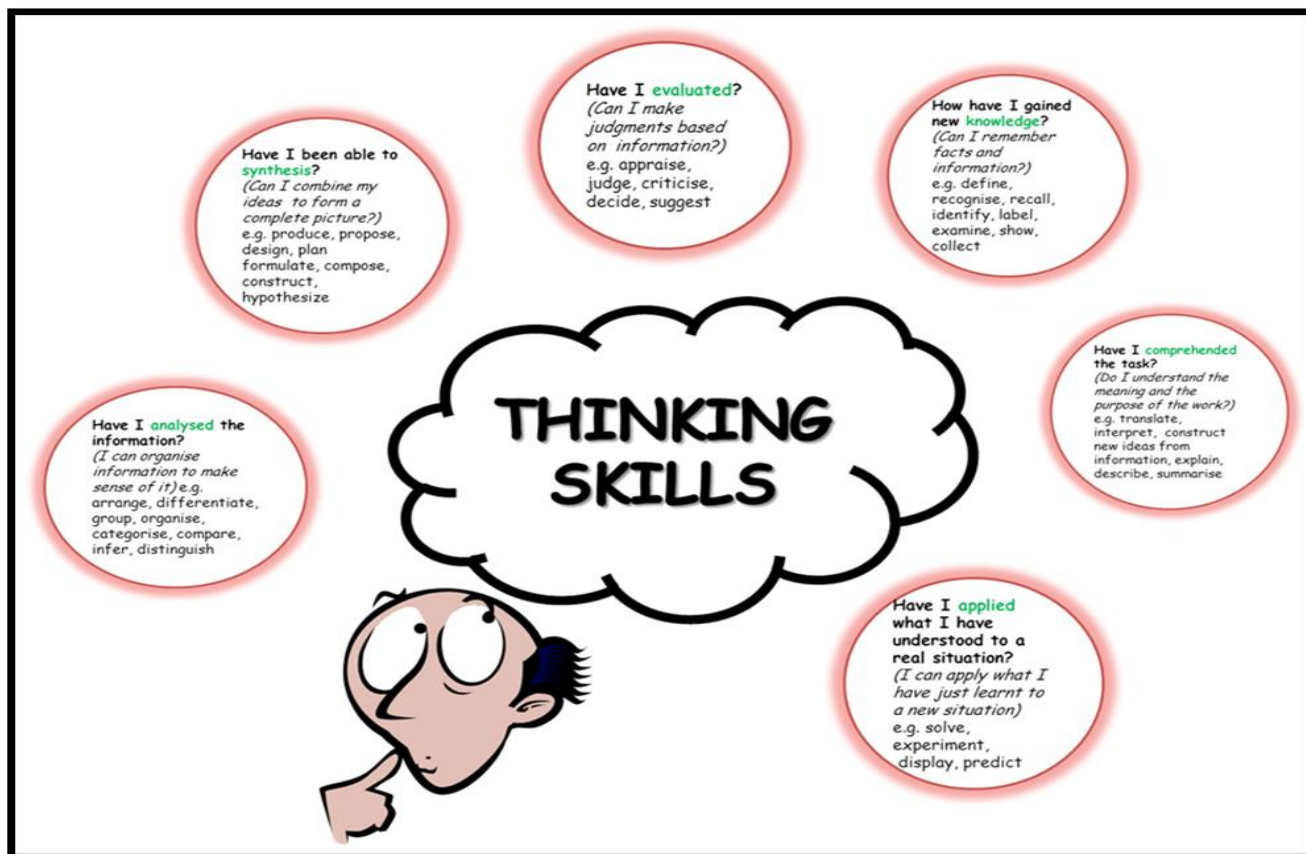 Have I evaluated?
(Can I make
judgments based
on information?)
e.g. appraise,
judge, criticise,
decide, suggest
How have I gained
new knowledge?
(Can I remember
facts and
information?)
e.g. define,
recognise, recall,
identify, label,
examine, show,
collect
Have I been able to
synthesis?
(Can I combine my
ideas to form a
complete picture?)
e.g. produce, propose,
design, plan
formulate, compose,
construct,
hypothesize
Have I comprehended
the task?
(Do I understand the
meaning and the
purpose of the work?)
e.g. translate,
interpret, construct
new ideas from
information, explain,
describe, summarise
THINKING
SKILLS
Have I analysed the
information?
(I can organise
information to make
sense of it) e.g.
arrange, differentiate,
group, organise,
categorise, compare,
infer, distinguish
Have I applied
what I have
understood to a
real situation?
(I can apply what I
have just learnt to
a new situation)
e.g. solve,
experiment,
display, predict